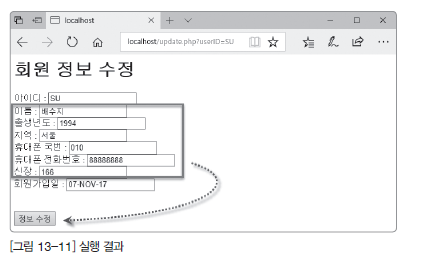 localhost
localhost/update.php?userID=SU
회원 정보 수정
아이디 : SU
이름 : 배수지
출생년도 : 1994
지역 : 서울
휴대폰 국번 : 010
휴대폰 전화번호 : 88888888
신장 : 166
회원가입일 : 07-NOV-17
정보 수정
[그림 13-11] 실행 결과